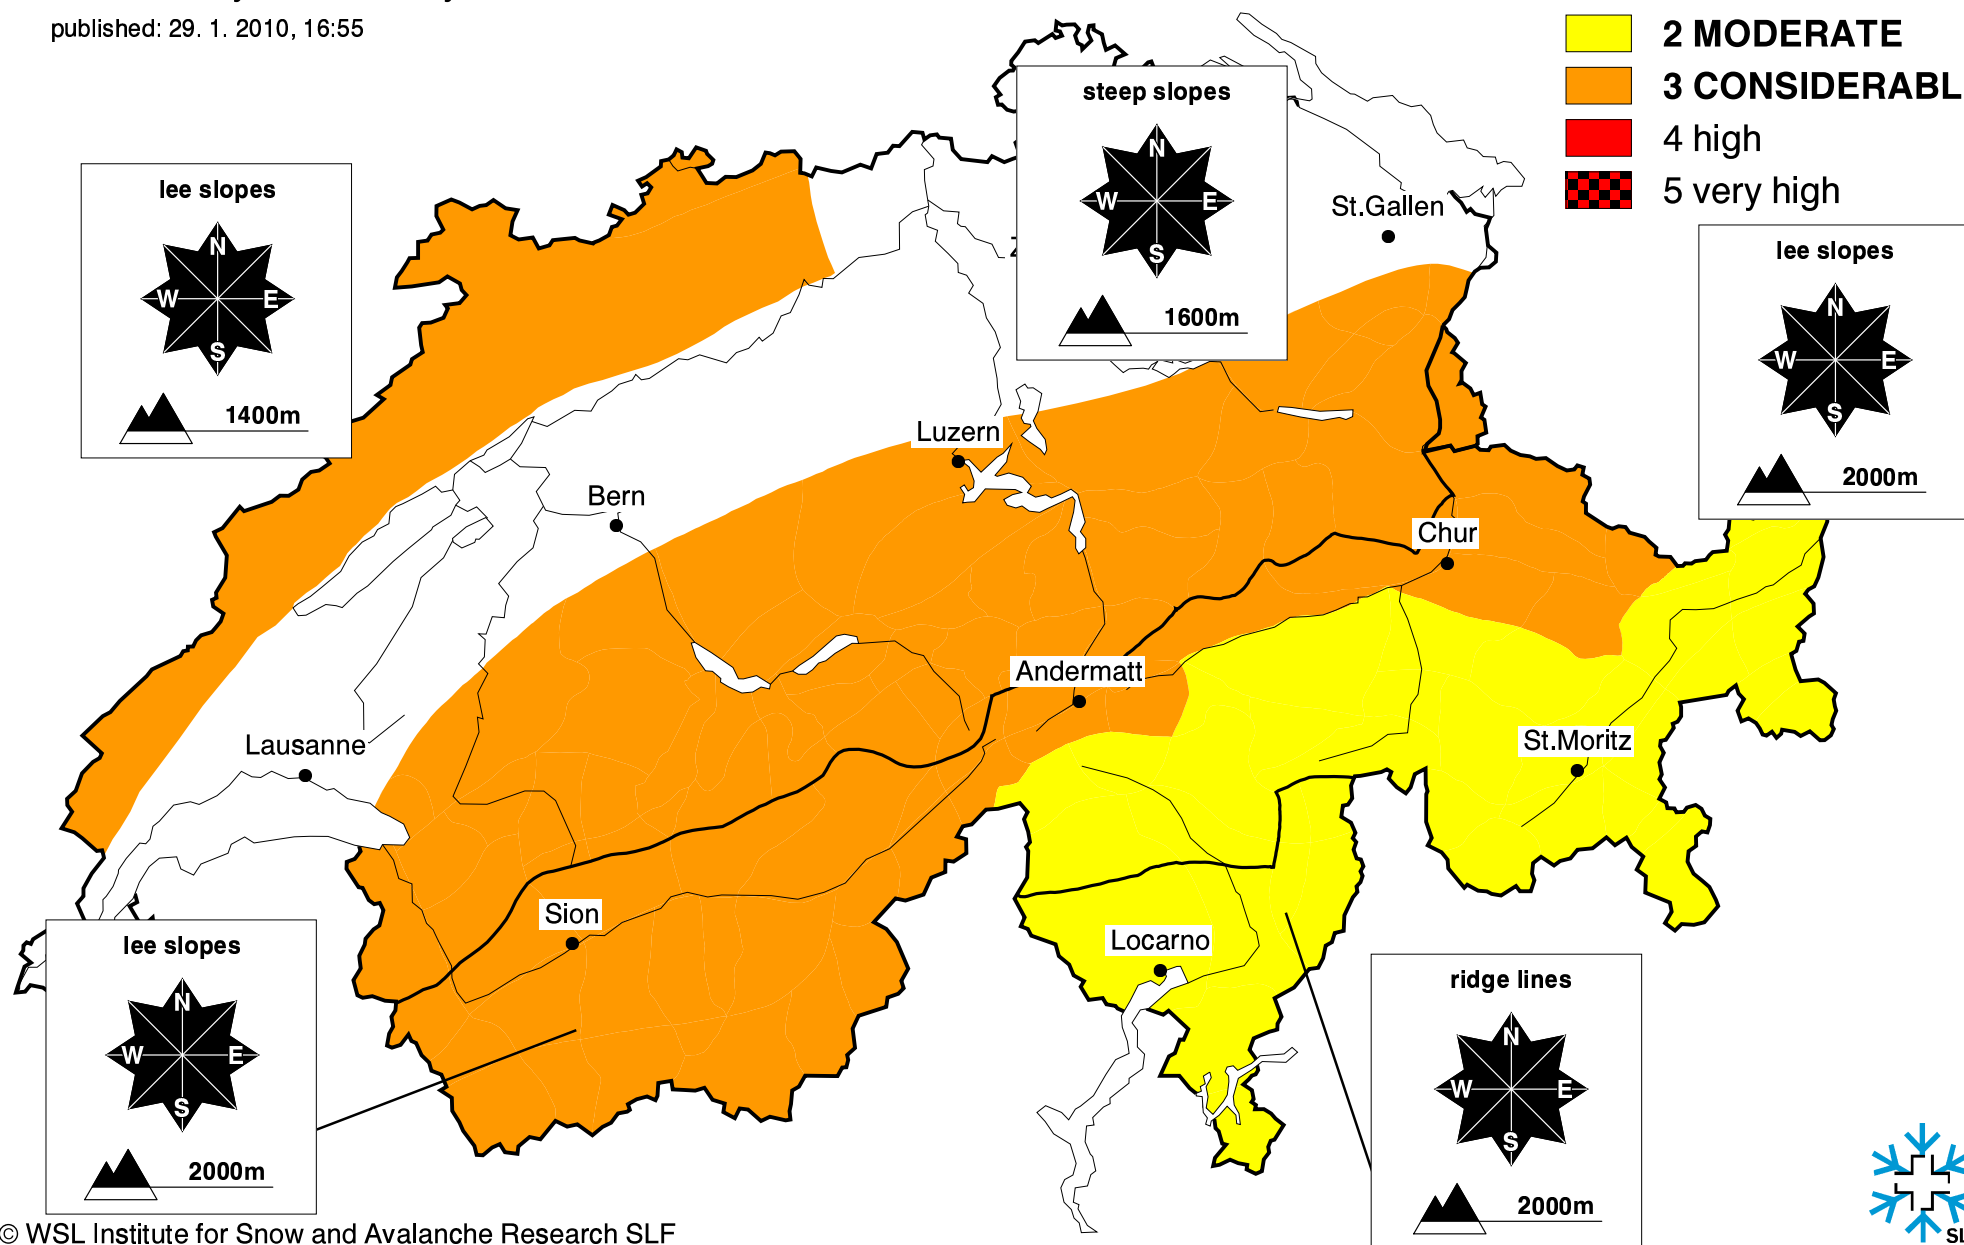 published: 29. 1. 2010, 16:55
2 MODERATE
3 CONSIDERABL
4 high
5 very high
steep slopes
N
W E
S
1600m
lee slopes
N
W E
S
1400m
St.Gallen
lee slopes
N
W E
S
2000m
Luzern
Bern
Chur
Andermatt
Lausanne
St.Moritz
Sion
Locarno
lee slopes
N
W E
S
2000m
ridge lines
N
W E
S
2000m
© WSL Institute for Snow and Avalanche Research SLF
SL